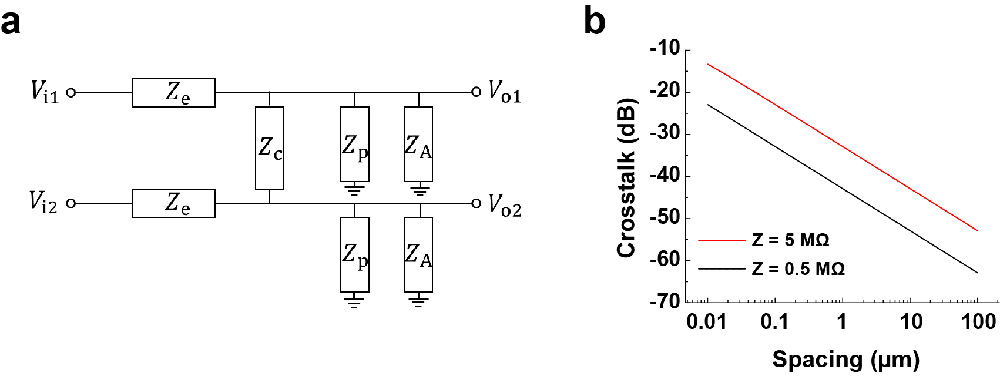 a
V_i1
Z_e
V_o1
Z_c
Z_p
Z_A
V_i2
Z_e
V_o2
Z_p
Z_A
b
Crosstalk (dB)
-10
-20
-30
-40
-50
-60
-70
Z = 5 MΩ
Z = 0.5 MΩ
0.01 0.1 1 10 100
Spacing (µm)